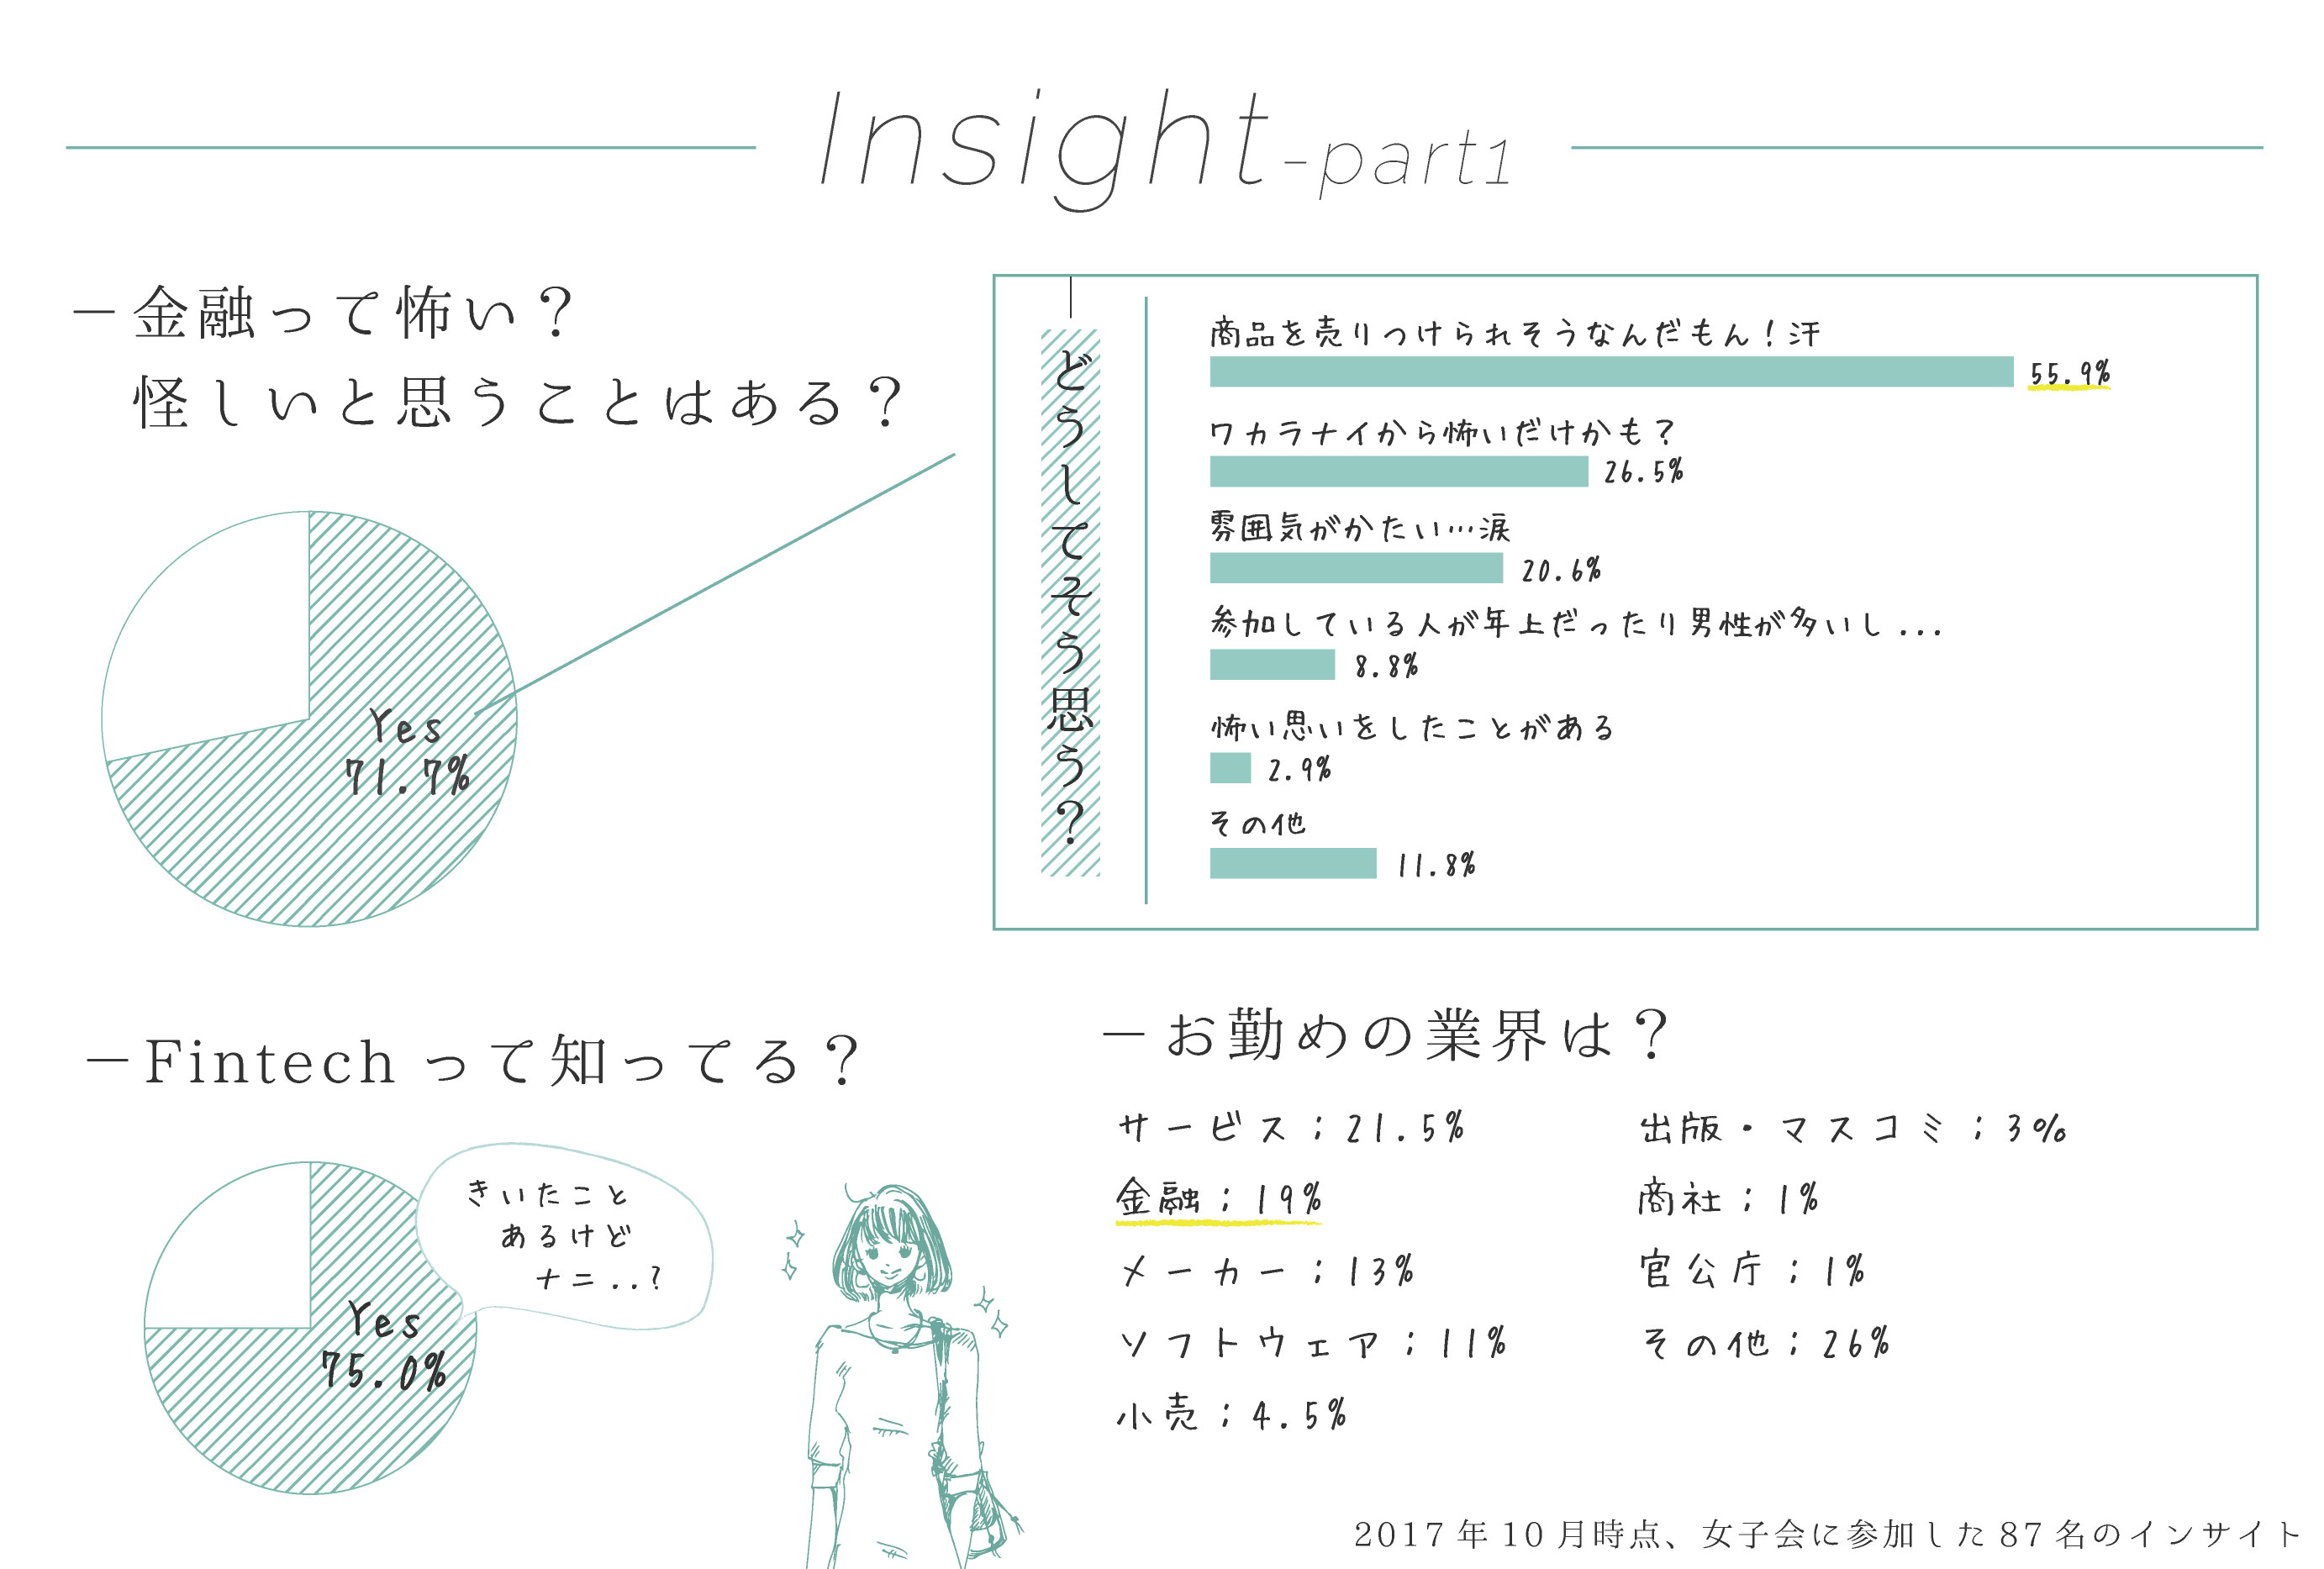 Insight-part1
－金融って怖い？
怪しいと思うことはある？
Yes
71.7%
どうしてそう思う？
商品を売りつけられそうなんだもん！汗
55.9%
ワカラナイから怖いだけかも？
26.5%
雰囲気がかたい…涙
20.6%
参加している人が年上だったり男性が多いし...
8.8%
怖い思いをしたことがある
2.9%
その他
11.8%
－Fintechって知ってる？
きいたこと
あるけど
ナニ..？
Yes
75.0%
－お勤めの業界は？
サービス；21.5%
金融；19%
メーカー；13%
ソフトウェア；11%
小売；4.5%
出版・マスコミ；3%
商社；1%
官公庁；1%
その他；26%
2017年10月時点、女子会に参加した87名のインサイト